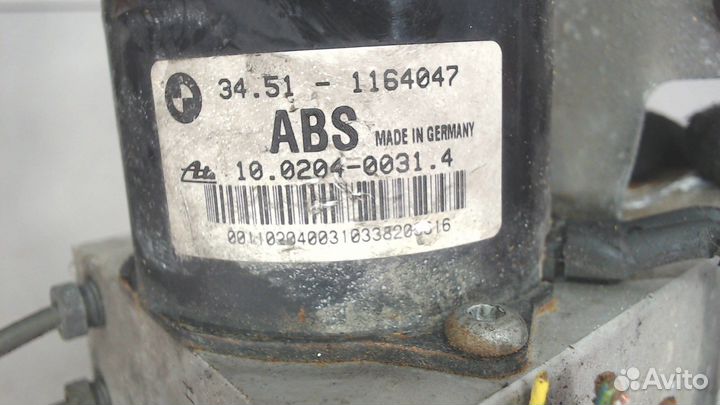 34.51 - 1164047
ABS MADE IN GERMANY
Ate 10.0204-0031.4
Avito